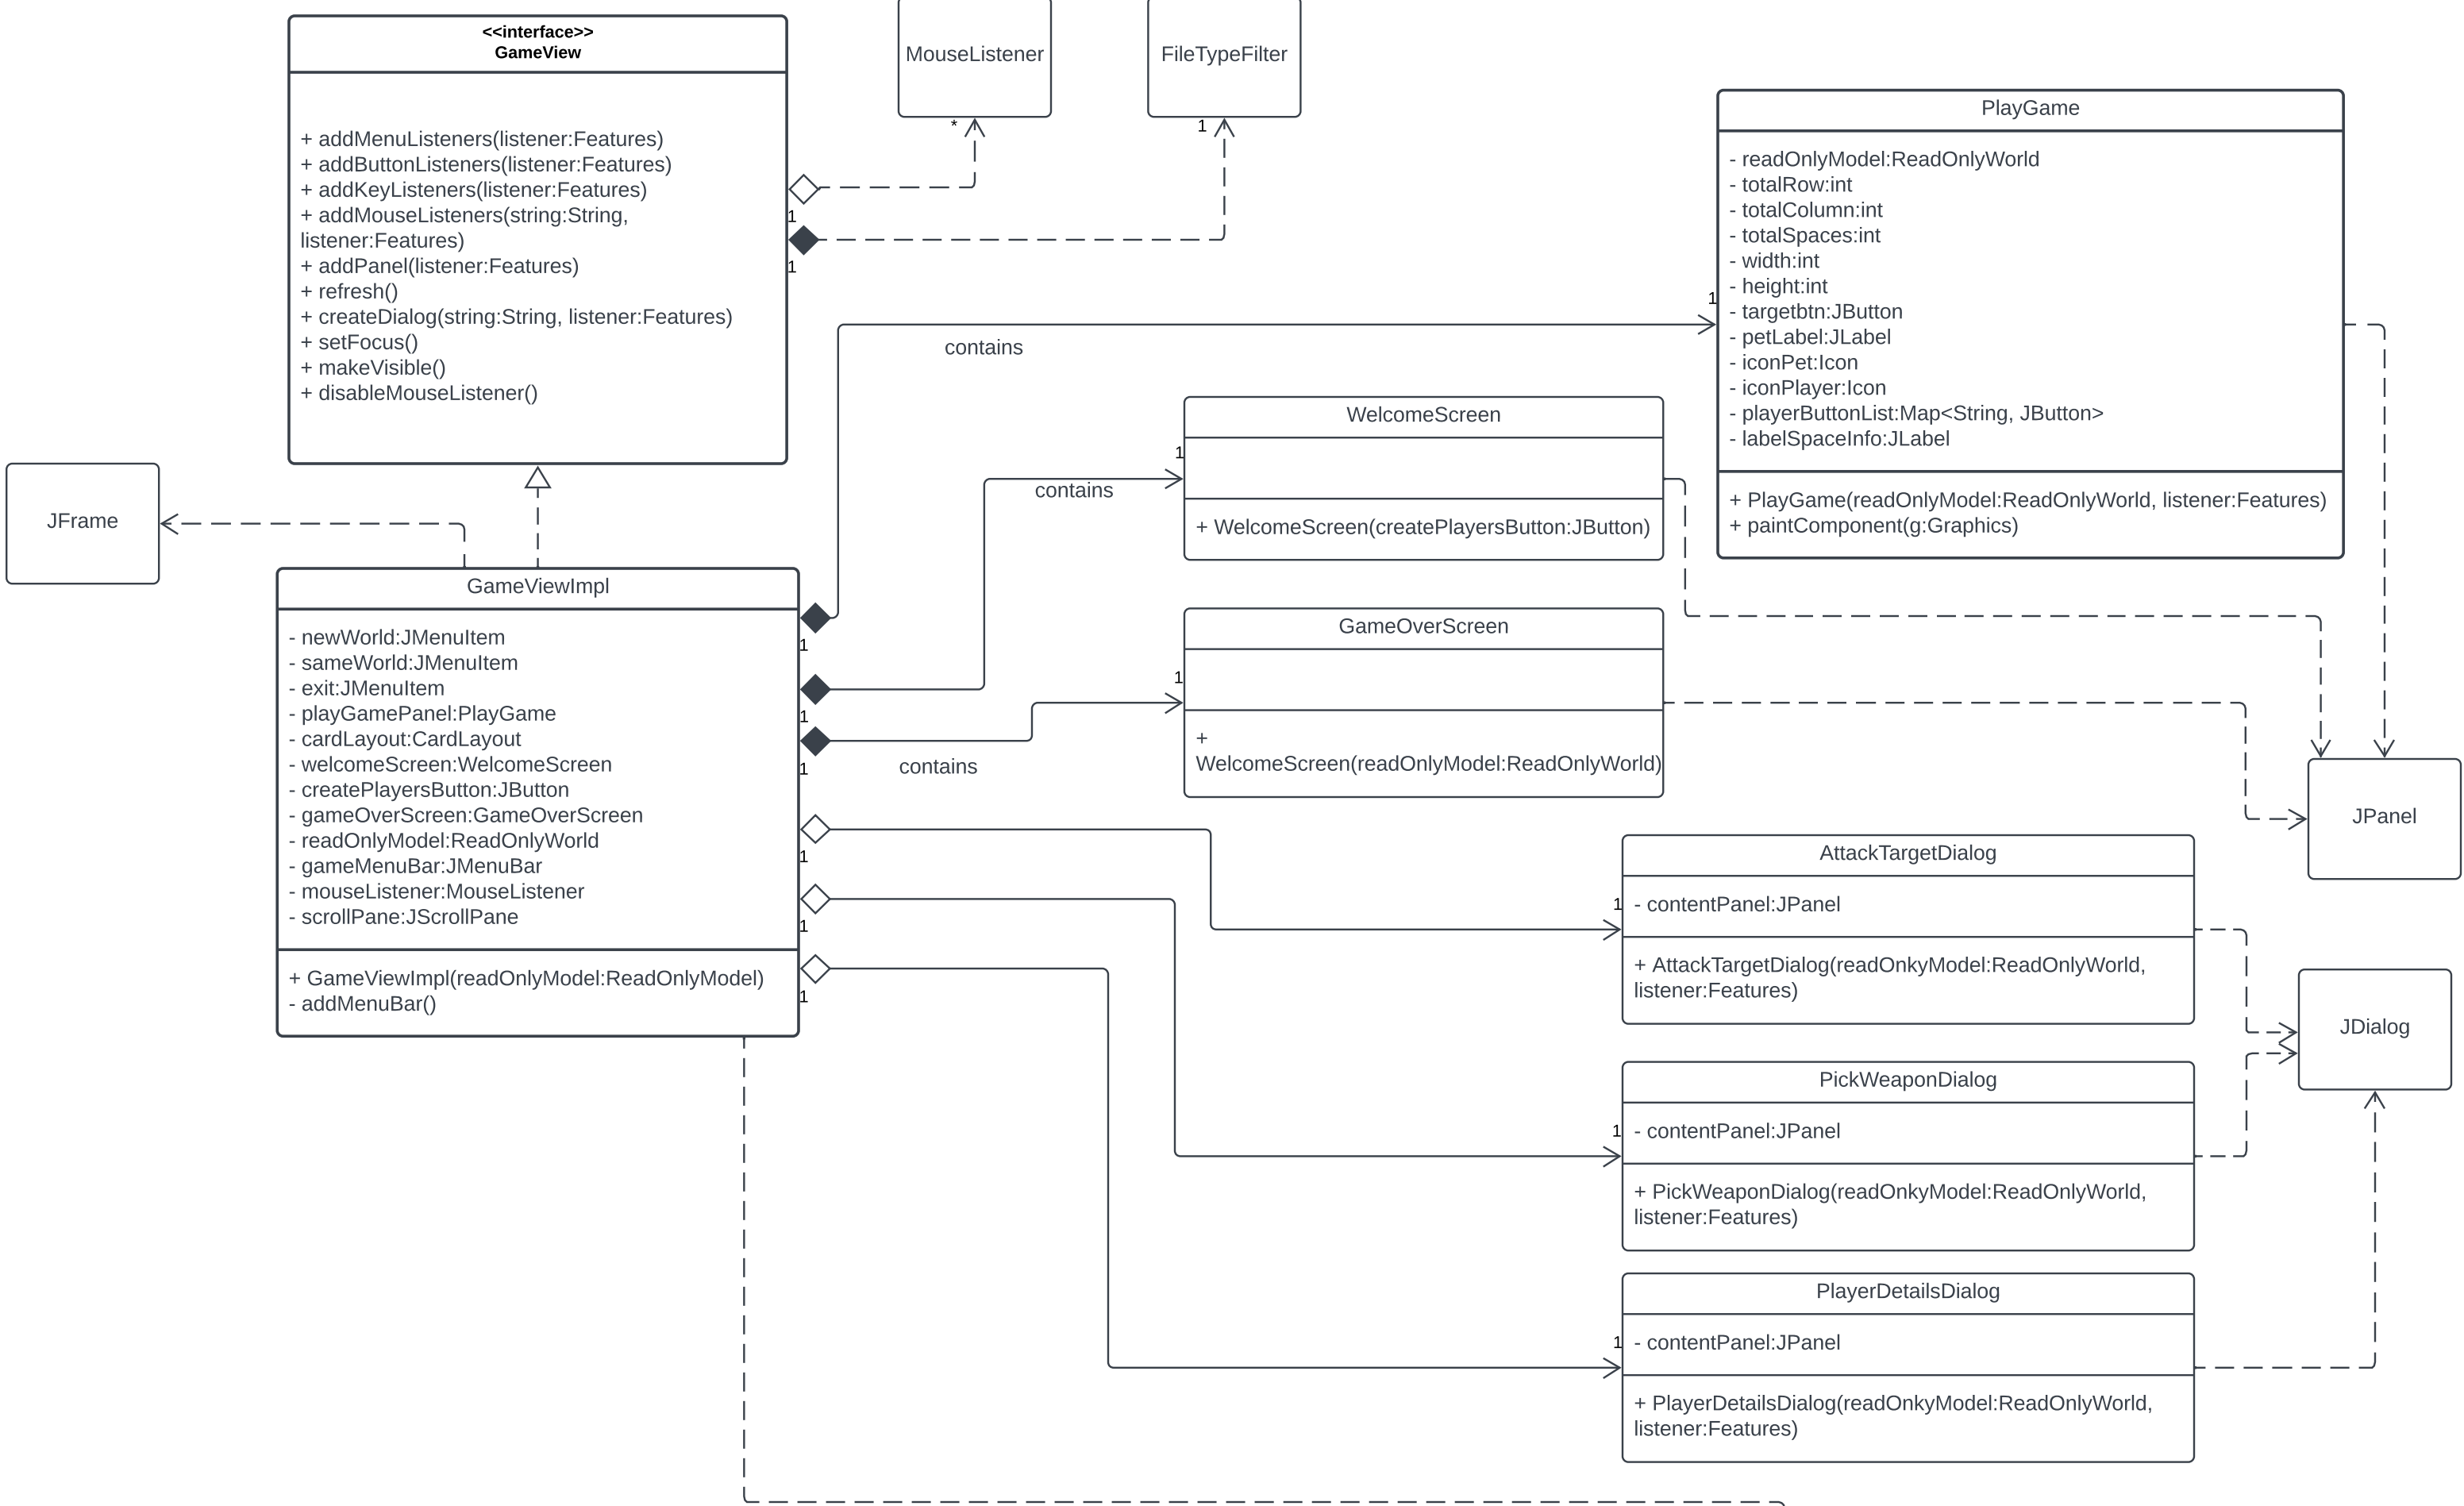 <<interface>>
GameView
+ addMenuListeners(listener:Features)
+ addButtonListeners(listener:Features)
+ addKeyListeners(listener:Features)
+ addMouseListeners(string:String,
listener:Features)
+ addPanel(listener:Features)
+ refresh()
+ createDialog(string:String, listener:Features)
+ setFocus()
+ makeVisible()
+ disableMouseListener()
MouseListener
*
1
FileTypeFilter
1
1
PlayGame
- readOnlyModel:ReadOnlyWorld
- totalRow:int
- totalColumn:int
- totalSpaces:int
- width:int
- height:int
- targetbtn:JButton
- petLabel:JLabel
- iconPet:Icon
- iconPlayer:Icon
- playerButtonList:Map<String, JButton>
- labelSpaceInfo:JLabel
+ PlayGame(readOnlyModel:ReadOnlyWorld, listener:Features)
+ paintComponent(g:Graphics)
1
contains
WelcomeScreen
+ WelcomeScreen(createPlayersButton:JButton)
1
contains
JFrame
GameViewImpl
- newWorld:JMenuItem
- sameWorld:JMenuItem
- exit:JMenuItem
- playGamePanel:PlayGame
- cardLayout:CardLayout
- welcomeScreen:WelcomeScreen
- createPlayersButton:JButton
- gameOverScreen:GameOverScreen
- readOnlyModel:ReadOnlyWorld
- gameMenuBar:JMenuBar
- mouseListener:MouseListener
- scrollPane:JScrollPane
+ GameViewImpl(readOnlyModel:ReadOnlyModel)
- addMenuBar()
1
1
1
1
1
1
GameOverScreen
+
WelcomeScreen(readOnlyModel:ReadOnlyWorld)
1
contains
JPanel
AttackTargetDialog
- contentPanel:JPanel
+ AttackTargetDialog(readOnkyModel:ReadOnlyWorld,
listener:Features)
1
JDialog
PickWeaponDialog
- contentPanel:JPanel
+ PickWeaponDialog(readOnkyModel:ReadOnlyWorld,
listener:Features)
1
PlayerDetailsDialog
- contentPanel:JPanel
+ PlayerDetailsDialog(readOnkyModel:ReadOnlyWorld,
listener:Features)
1